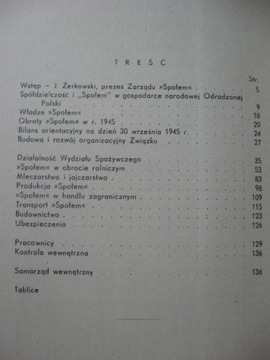 TREŚĆ
Str.
Wstęp – J. Żerkowski, prezes Zarządu »Społem« . . . 5
Spółdzielczość i „Społem" w gospodarce narodowej Odrodzonej
Polski . . . 9
Władze »Społem« . . . 18
Obroty »Społem« w r. 1945 . . . 20
Bilans orientacyjny na dzień 30 września 1945 r. . . . 24
Budowa i rozwój organizacyjny Związku . . . 27
Działalność Wydziału Spożywczego . . . 35
»Społem« w obrocie rolniczym . . . 53
Mleczarstwo i jajczarstwo . . . 83
Produkcja »Społem« . . . 98
»Społem« w handlu zagranicznym . . . 109
Transport »Społem« . . . 115
Budownictwo . . . 123
Ubezpieczenia . . . 126
Pracownicy . . . 129
Kontrola wewnętrzna . . . 136
Samorząd wewnętrzny . . . 136
Tablice